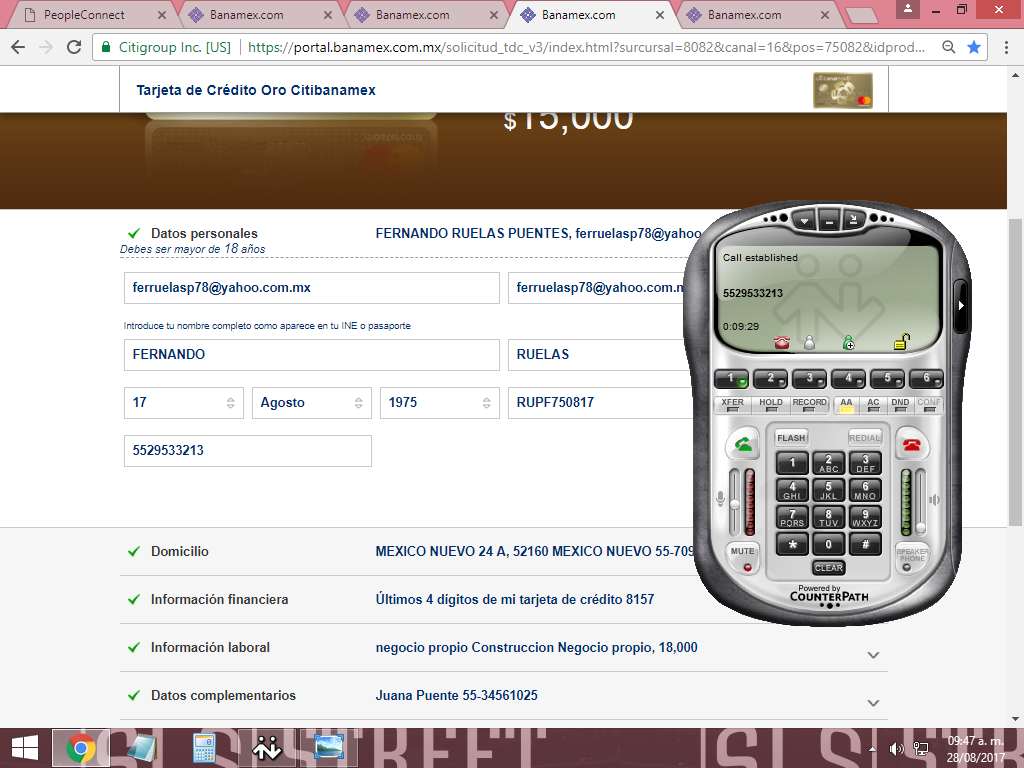 PeopleConnect
Banamex.com
Banamex.com
Banamex.com
Banamex.com
Citigroup Inc. [US]
https://portal.banamex.com.mx/solicitud_tdc_v3/index.html?surcursal=8082&canal=16&pos=75082&idprod...
Tarjeta de Crédito Oro Citibanamex
$15,000
Datos personales
FERNANDO RUELAS PUENTES, ferruelasp78@yahoo
Debes ser mayor de 18 años
ferruelasp78@yahoo.com.mx
ferruelasp78@yahoo.com.m
Introduce tu nombre completo como aparece en tu INE o pasaporte
FERNANDO
RUELAS
17
Agosto
1975
RUPF750817
5529533213
Domicilio
MEXICO NUEVO 24 A, 52160 MEXICO NUEVO 55-709
Información financiera
Últimos 4 dígitos de mi tarjeta de crédito 8157
Información laboral
negocio propio Construccion Negocio propio, 18,000
Datos complementarios
Juana Puente 55-34561025
Call established
5529533213
0:09:29
1 2 3 4 5 6
XFER HOLD RECORD AA AC DND CONF
FLASH REDIAL
1 2 ABC 3 DEF
4 GHI 5 JKL 6 MNO
7 PQRS 8 TUV 9 WXYZ
* 0 #
MUTE
SPEAKER PHONE
CLEAR
Powered by
COUNTERPATH
09:47 a. m.
28/08/2017